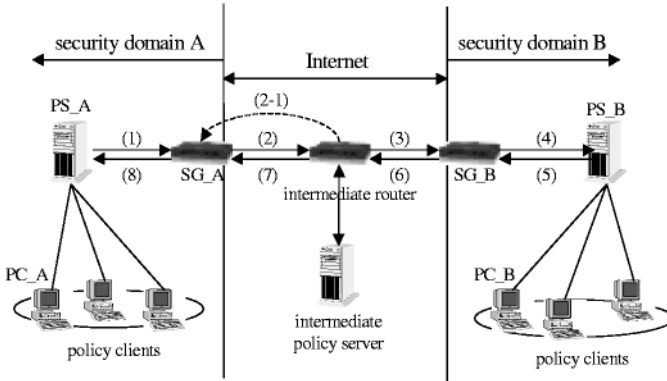 security domain A
Internet
security domain B
PS_A
(2-1)
PS_B
(1)
(2)
(3)
(4)
(8)
SG_A
(7)
(6)
SG_B
(5)
intermediate router
PC_A
PC_B
policy clients
intermediate
policy server
policy clients